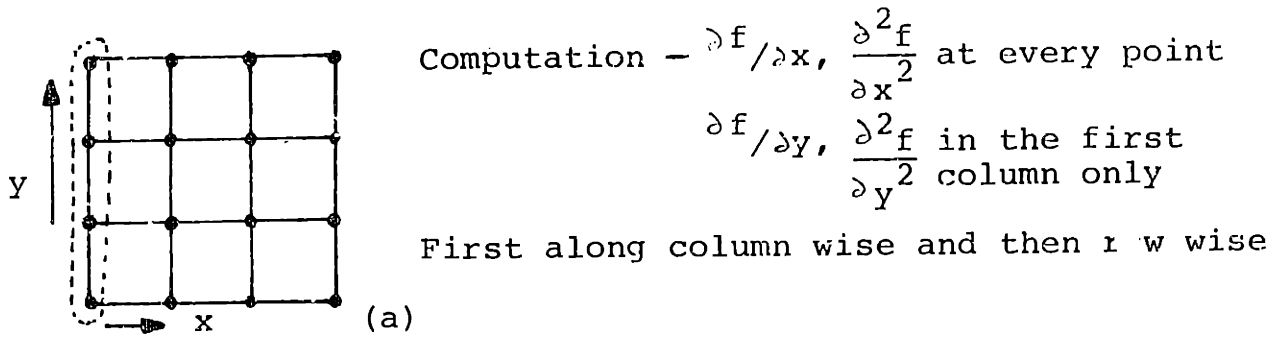 Computation - ∂f/∂x, ∂²f/∂x² at every point
∂f/∂y, ∂²f/∂y² in the first
column only
y
First along column wise and then r w wise
x
(a)